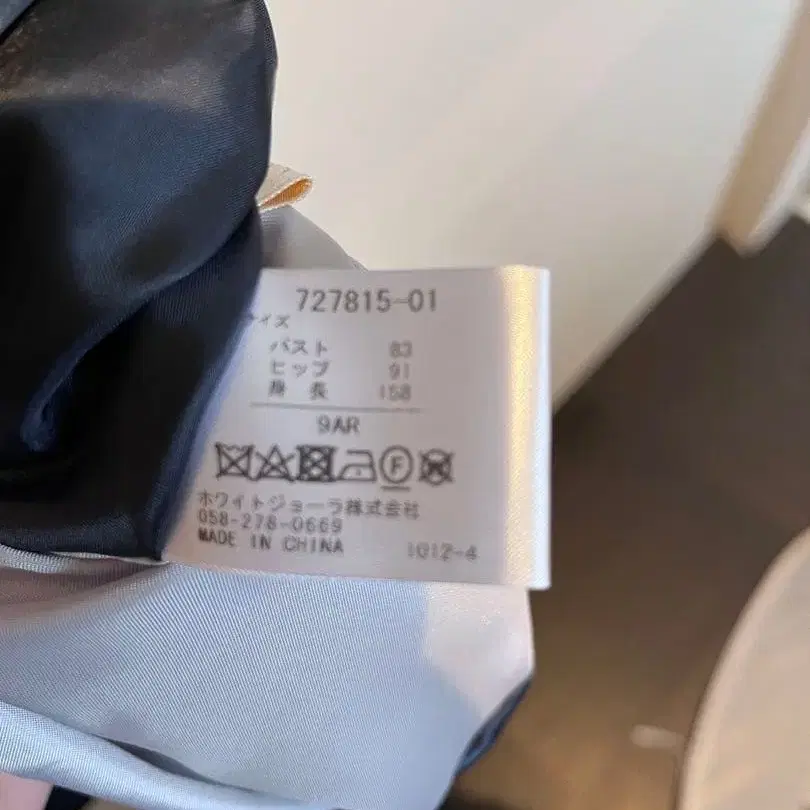 727815-01
サイズ
バスト 83
ヒップ 91
身長 158
9AR
F
ホワイトジョーラ株式会社
058-278-0669
MADE IN CHINA 1012-4